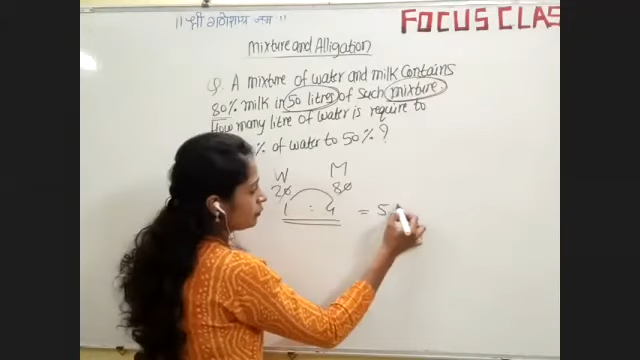 || श्री गणेशाय नमः ||
FOCUS CLAS
Mixture and Alligation
Q. A mixture of water and milk contains
80% milk in 50 litres of such mixture.
How many litre of water is require to
% of water to 50%?
W M
20 80
1 : 4 = 5